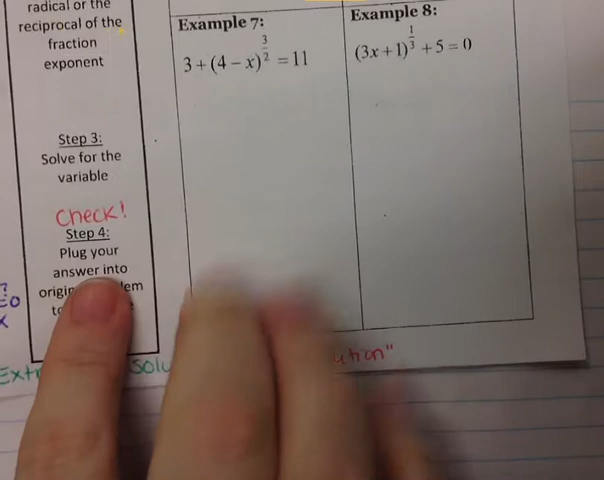 radical or the
reciprocal of the
fraction
exponent
Step 3:
Solve for the
variable
Check!
Step 4:
Plug your
answer into
Example 7:
3 + (4 − x)^(3/2) = 11
Example 8:
(3x + 1)^(1/3) + 5 = 0